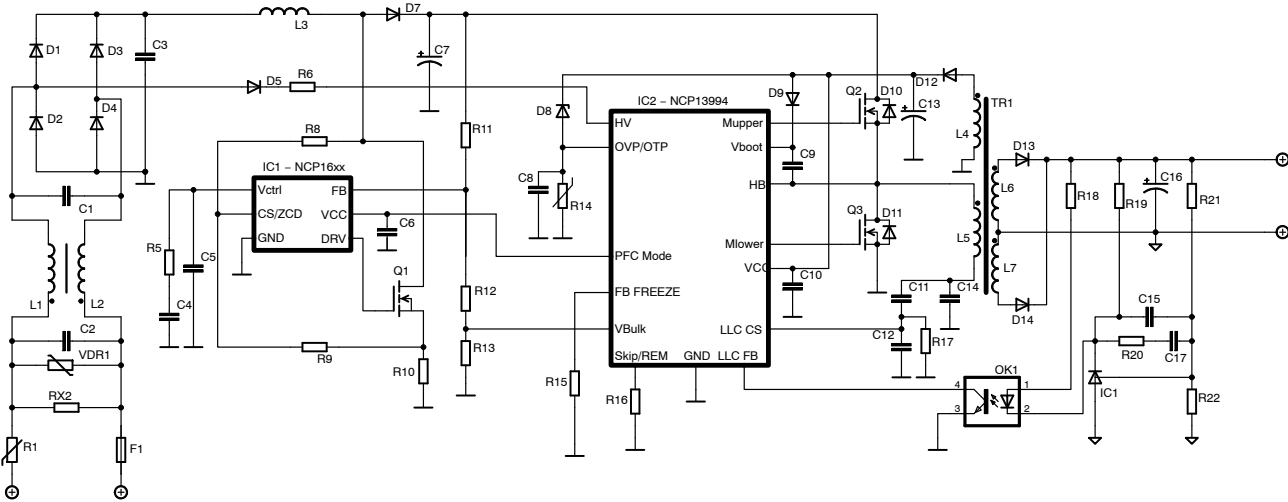 L3
D7
D1
D3
C3
C7
D5
R6
D9
D12
Q2
D10
C13
TR1
D8
IC2 – NCP13994
D2
D4
R8
R11
HV
Mupper
L4
OVP/OTP
Vboot
C9
D13
IC1 – NCP16xx
C1
Vctrl
FB
CS/ZCD
VCC
GND
DRV
C6
C8
R14
HB
Q3
D11
L5
L6
R18
R19
C16
R21
R5
C5
Mlower
L7
PFC Mode
VCC
C10
Q1
C11
C14
L1
L2
C4
R12
FB FREEZE
D14
C15
C2
VBulk
LLC CS
C12
R17
VDR1
R9
R13
R20
C17
Skip/REM
GND
LLC FB
R10
R15
OK1
IC1
RX2
R16
4
1
3
2
R22
R1
F1